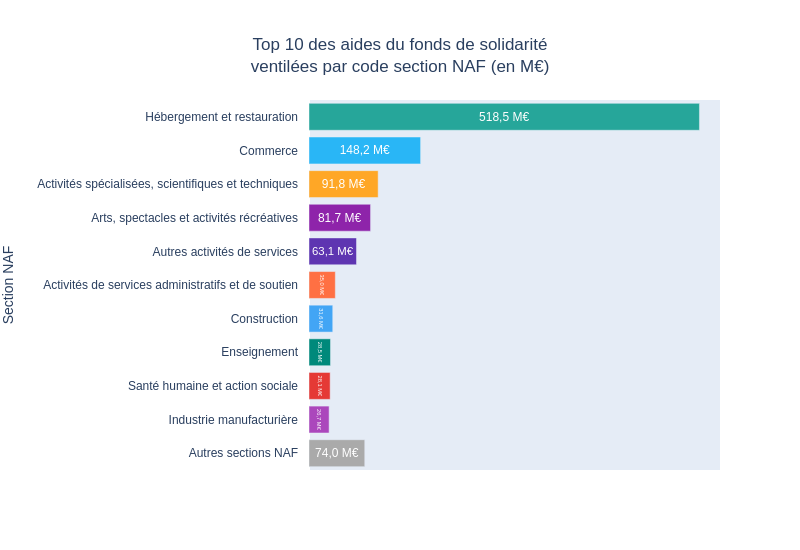 Top 10 des aides du fonds de solidarité
ventilées par code section NAF (en M€)
Section NAF
Hébergement et restauration
518,5 M€
Commerce
148,2 M€
Activités spécialisées, scientifiques et techniques
91,8 M€
Arts, spectacles et activités récréatives
81,7 M€
Autres activités de services
63,1 M€
Activités de services administratifs et de soutien
Construction
Enseignement
Santé humaine et action sociale
Industrie manufacturière
Autres sections NAF
74,0 M€